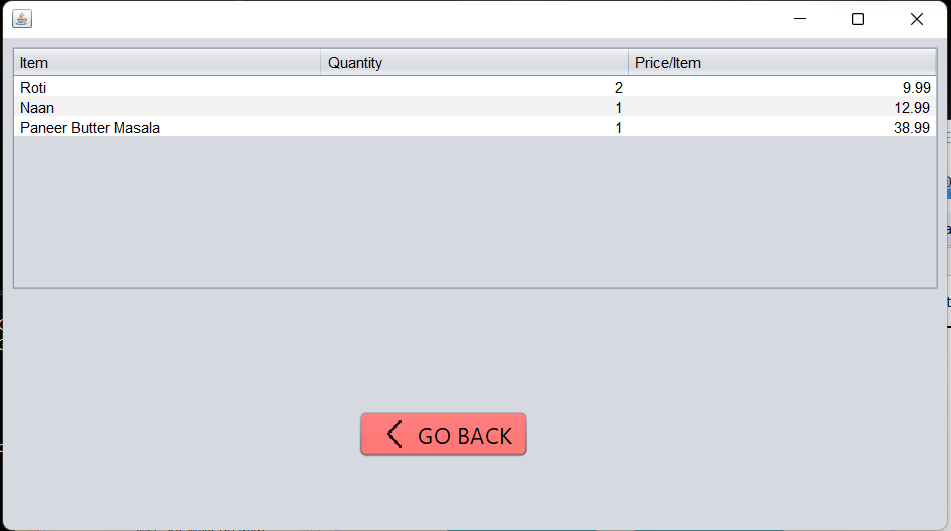 Item Quantity Price/Item
Roti 2 9.99
Naan 1 12.99
Paneer Butter Masala 1 38.99
GO BACK